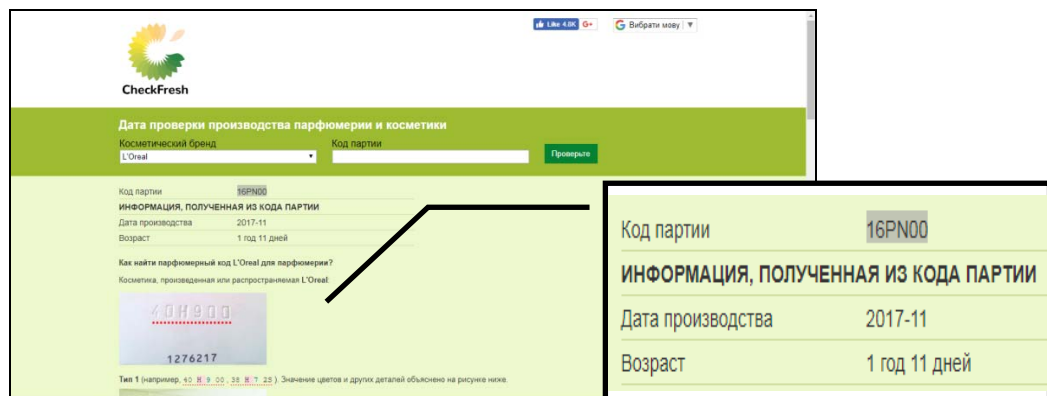 Like 4.6K G+
Вибрати мову ▼
CheckFresh
Дата проверки производства парфюмерии и косметики
Косметический бренд Код партии
L'Oreal Проверьте
Код партии 16PN00
ИНФОРМАЦИЯ, ПОЛУЧЕННАЯ ИЗ КОДА ПАРТИИ
Дата производства 2017-11
Возраст 1 год 11 дней
Как найти парфюмерный код L'Oreal для парфюмерии?
Косметика, произведенная или распространяемая L'Oreal:
40H900
1276217
Тип 1 (например, 40 H 9 00, 38 H 7 25). Значение цветов и других деталей объяснено на рисунке ниже.
Код партии 16PN00
ИНФОРМАЦИЯ, ПОЛУЧЕННАЯ ИЗ КОДА ПАРТИИ
Дата производства 2017-11
Возраст 1 год 11 дней